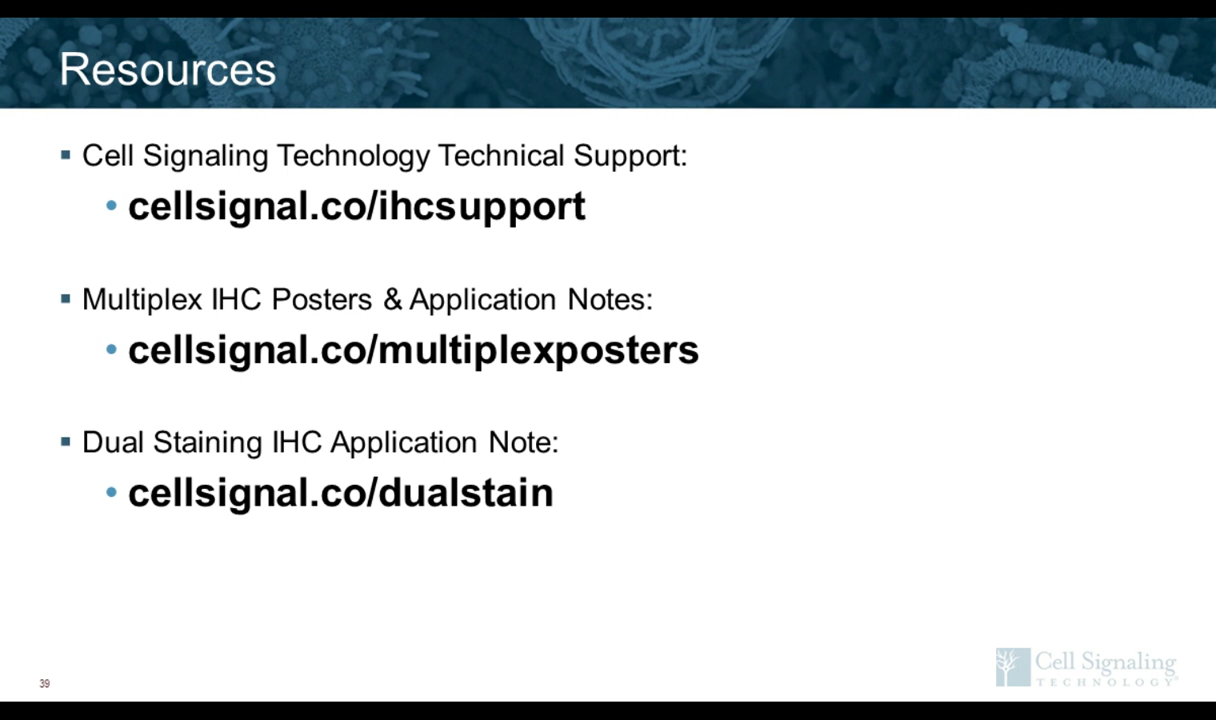 Resources
▪ Cell Signaling Technology Technical Support:
• cellsignal.co/ihcsupport
▪ Multiplex IHC Posters & Application Notes:
• cellsignal.co/multiplexposters
▪ Dual Staining IHC Application Note:
• cellsignal.co/dualstain
39
Cell Signaling
TECHNOLOGY®